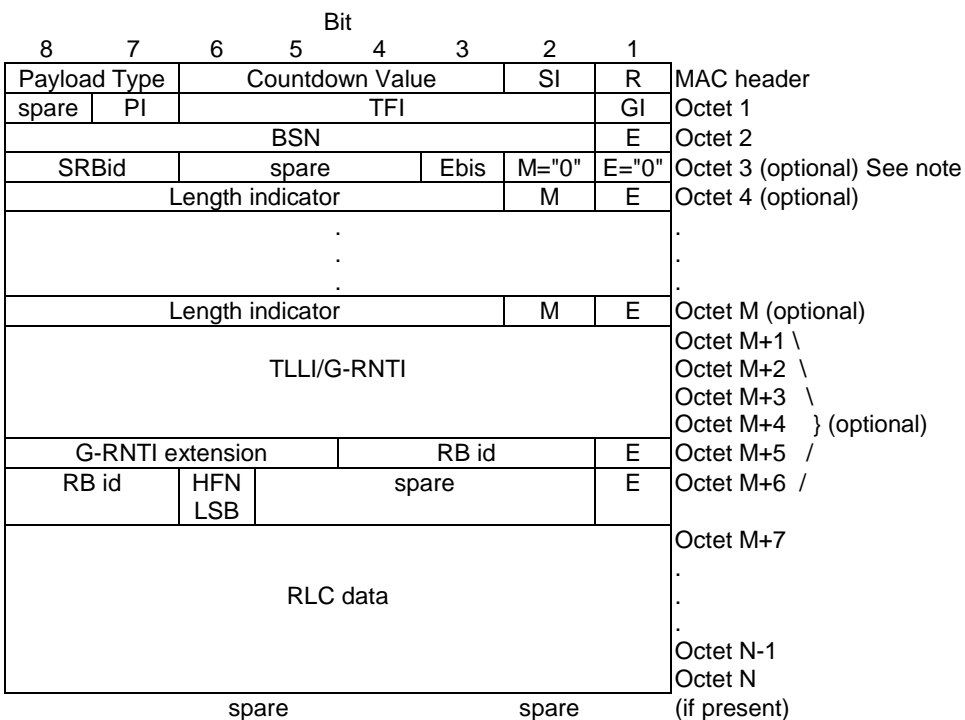 Bit
8 7 6 5 4 3 2 1
Payload Type Countdown Value SI R MAC header
spare PI TFI GI Octet 1
BSN E Octet 2
SRBid spare Ebis M="0" E="0" Octet 3 (optional) See note
Length indicator M E Octet 4 (optional)
. .
. .
. .
Length indicator M E Octet M (optional)
Octet M+1 \
TLLI/G-RNTI Octet M+2 \
Octet M+3 \
Octet M+4 } (optional)
G-RNTI extension RB id E Octet M+5 /
RB id HFN spare E Octet M+6 /
LSB
Octet M+7
.
RLC data .
.
Octet N-1
Octet N
spare spare (if present)